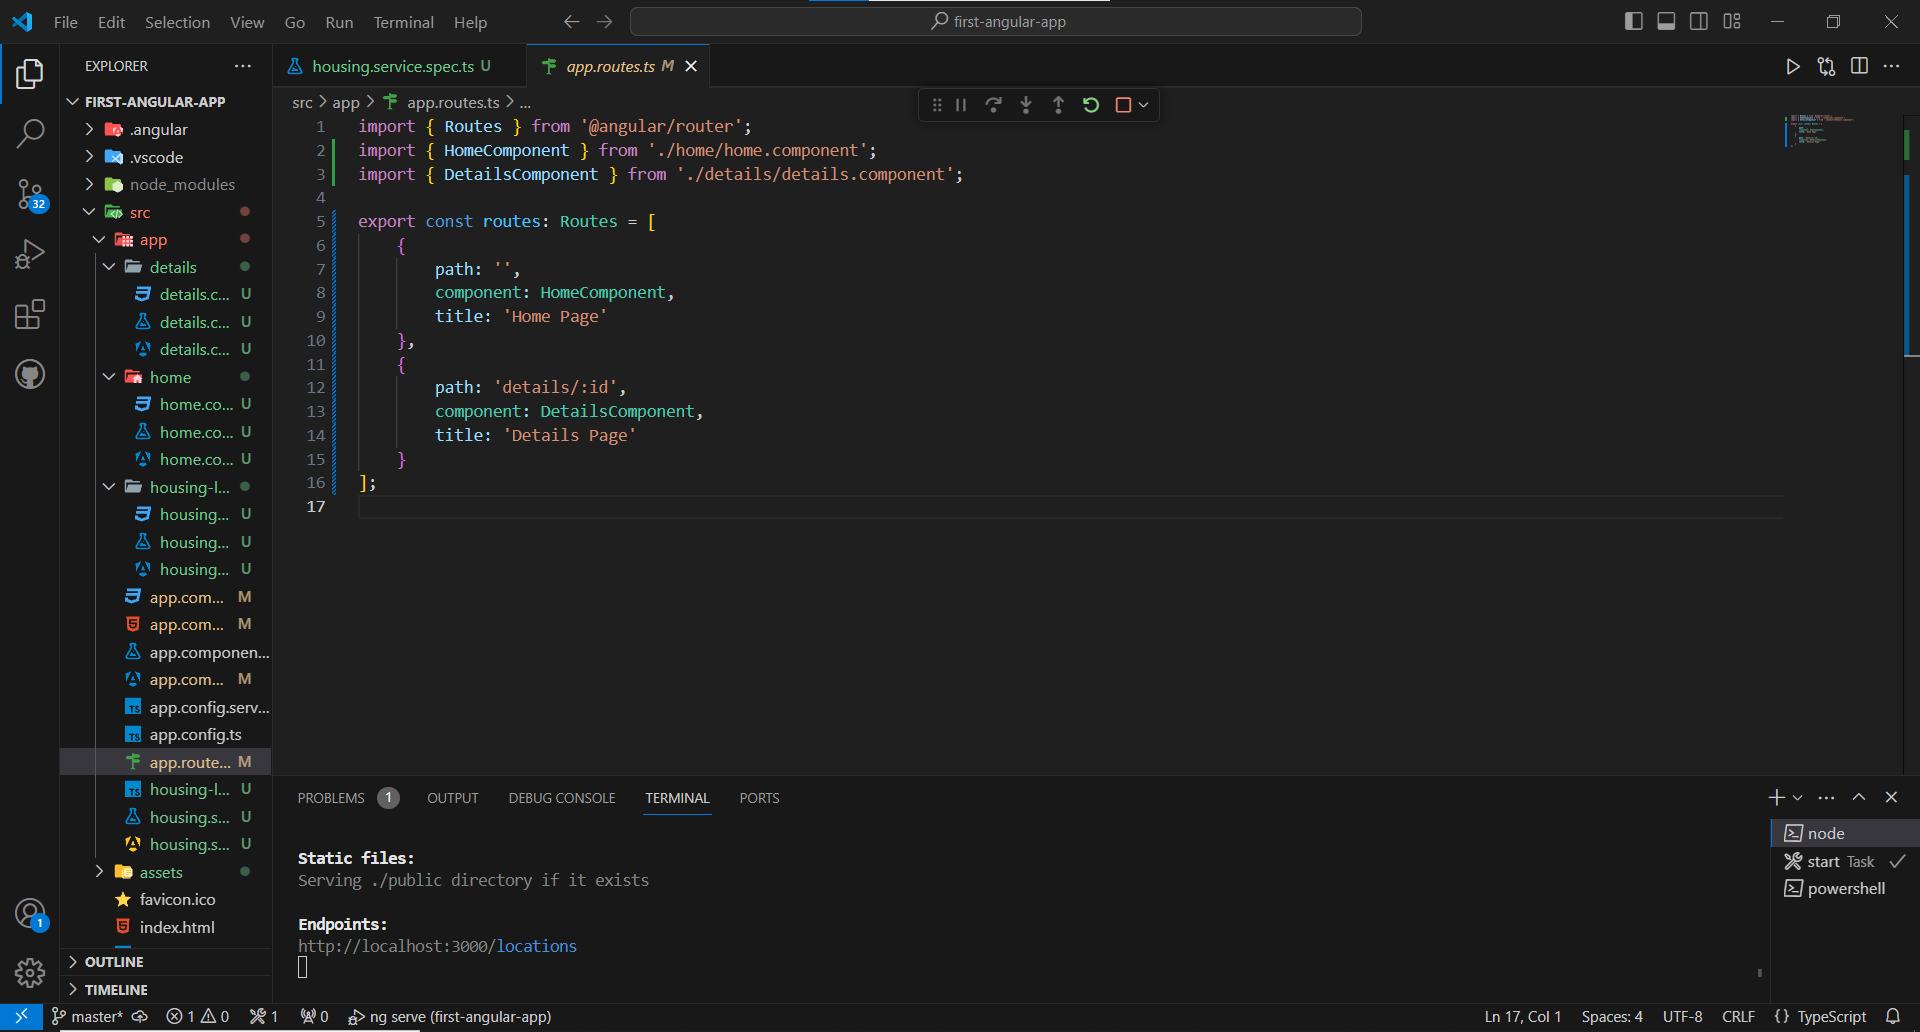 File Edit Selection View Go Run Terminal Help
first-angular-app
EXPLORER
FIRST-ANGULAR-APP
.angular
.vscode
node_modules
src
app
details
details.c... U
details.c... U
details.c... U
home
home.co... U
home.co... U
home.co... U
housing-l...
housing... U
housing... U
housing... U
app.com... M
app.com... M
app.componen...
app.com... M
app.config.serv...
app.config.ts
app.route... M
housing-l... U
housing.s... U
housing.s... U
assets
favicon.ico
index.html
OUTLINE
TIMELINE
32
1
housing.service.spec.ts U
app.routes.ts M
src > app > app.routes.ts > ...
1 import { Routes } from '@angular/router';
2 import { HomeComponent } from './home/home.component';
3 import { DetailsComponent } from './details/details.component';
4
5 export const routes: Routes = [
6 {
7 path: '',
8 component: HomeComponent,
9 title: 'Home Page'
10 },
11 {
12 path: 'details/:id',
13 component: DetailsComponent,
14 title: 'Details Page'
15 }
16 ];
17
PROBLEMS 1 OUTPUT DEBUG CONSOLE TERMINAL PORTS
Static files:
Serving ./public directory if it exists
Endpoints:
http://localhost:3000/locations
node
start Task
powershell
master* 1 0 1 0 ng serve (first-angular-app)
Ln 17, Col 1 Spaces: 4 UTF-8 CRLF {} TypeScript